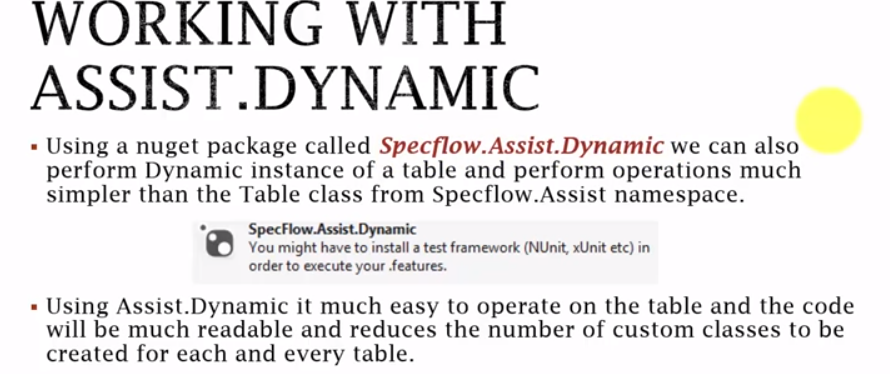 WORKING WITH
ASSIST.DYNAMIC
▪ Using a nuget package called Specflow.Assist.Dynamic we can also
perform Dynamic instance of a table and perform operations much
simpler than the Table class from Specflow.Assist namespace.
SpecFlow.Assist.Dynamic
You might have to install a test framework (NUnit, xUnit etc) in
order to execute your .features.
▪ Using Assist.Dynamic it much easy to operate on the table and the code
will be much readable and reduces the number of custom classes to be
created for each and every table.